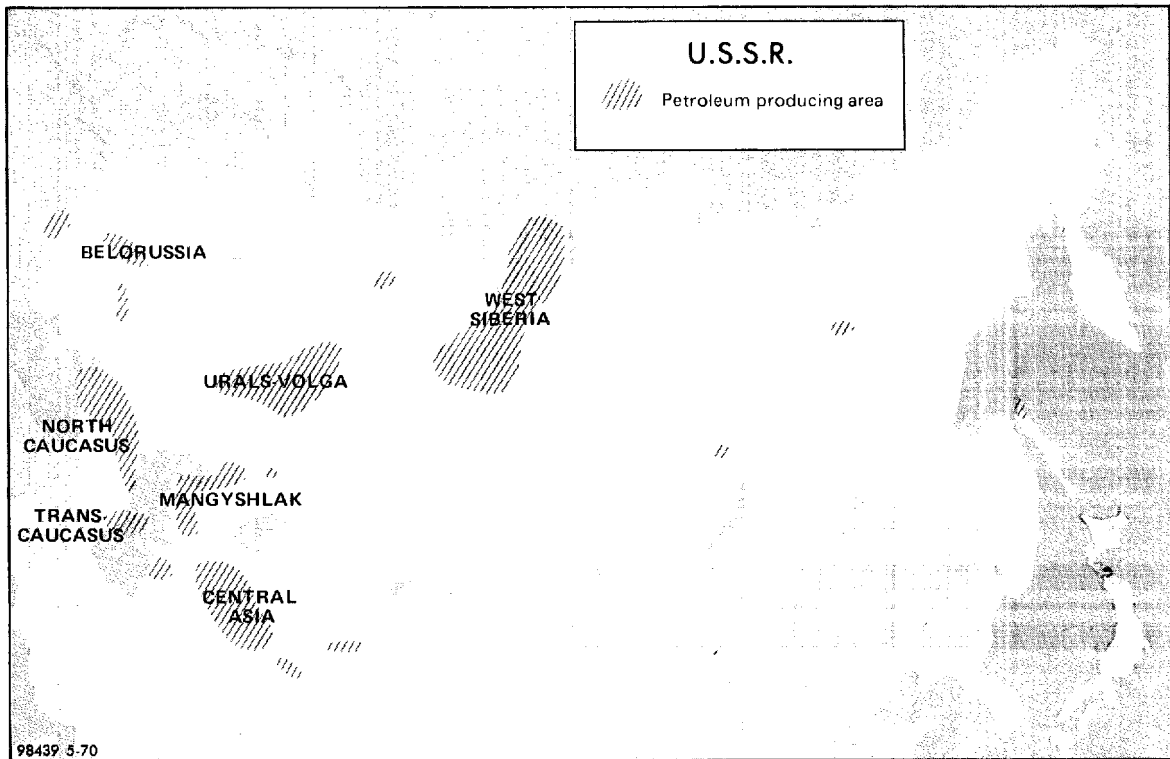 U.S.S.R.
Petroleum producing area
BELORUSSIA
WEST
SIBERIA
URALS-VOLGA
NORTH
CAUCASUS
MANGYSHLAK
TRANS-
CAUCASUS
CENTRAL
ASIA
98439 5-70